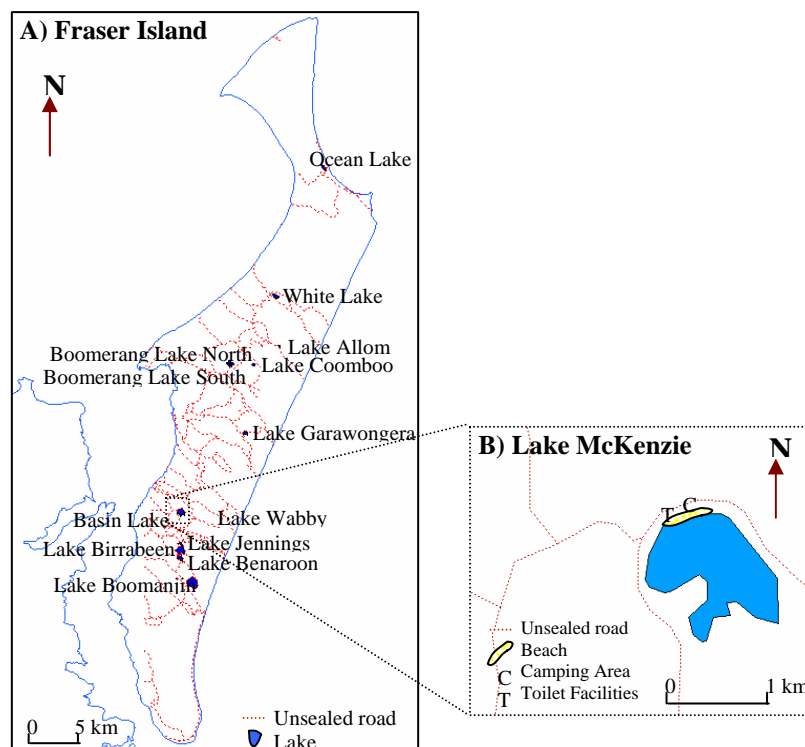 A) Fraser Island
N
Ocean Lake
White Lake
Lake Allom
Boomerang Lake North
Lake Coomboo
Boomerang Lake South
Lake Garawongera
Basin Lake
Lake Wabby
Lake Jennings
Lake Birrabeen
Lake Benaroon
Lake Boomanjin
0 5 km
Unsealed road
Lake
B) Lake McKenzie
N
T C
Unsealed road
Beach
C Camping Area
T Toilet Facilities
0 1 km